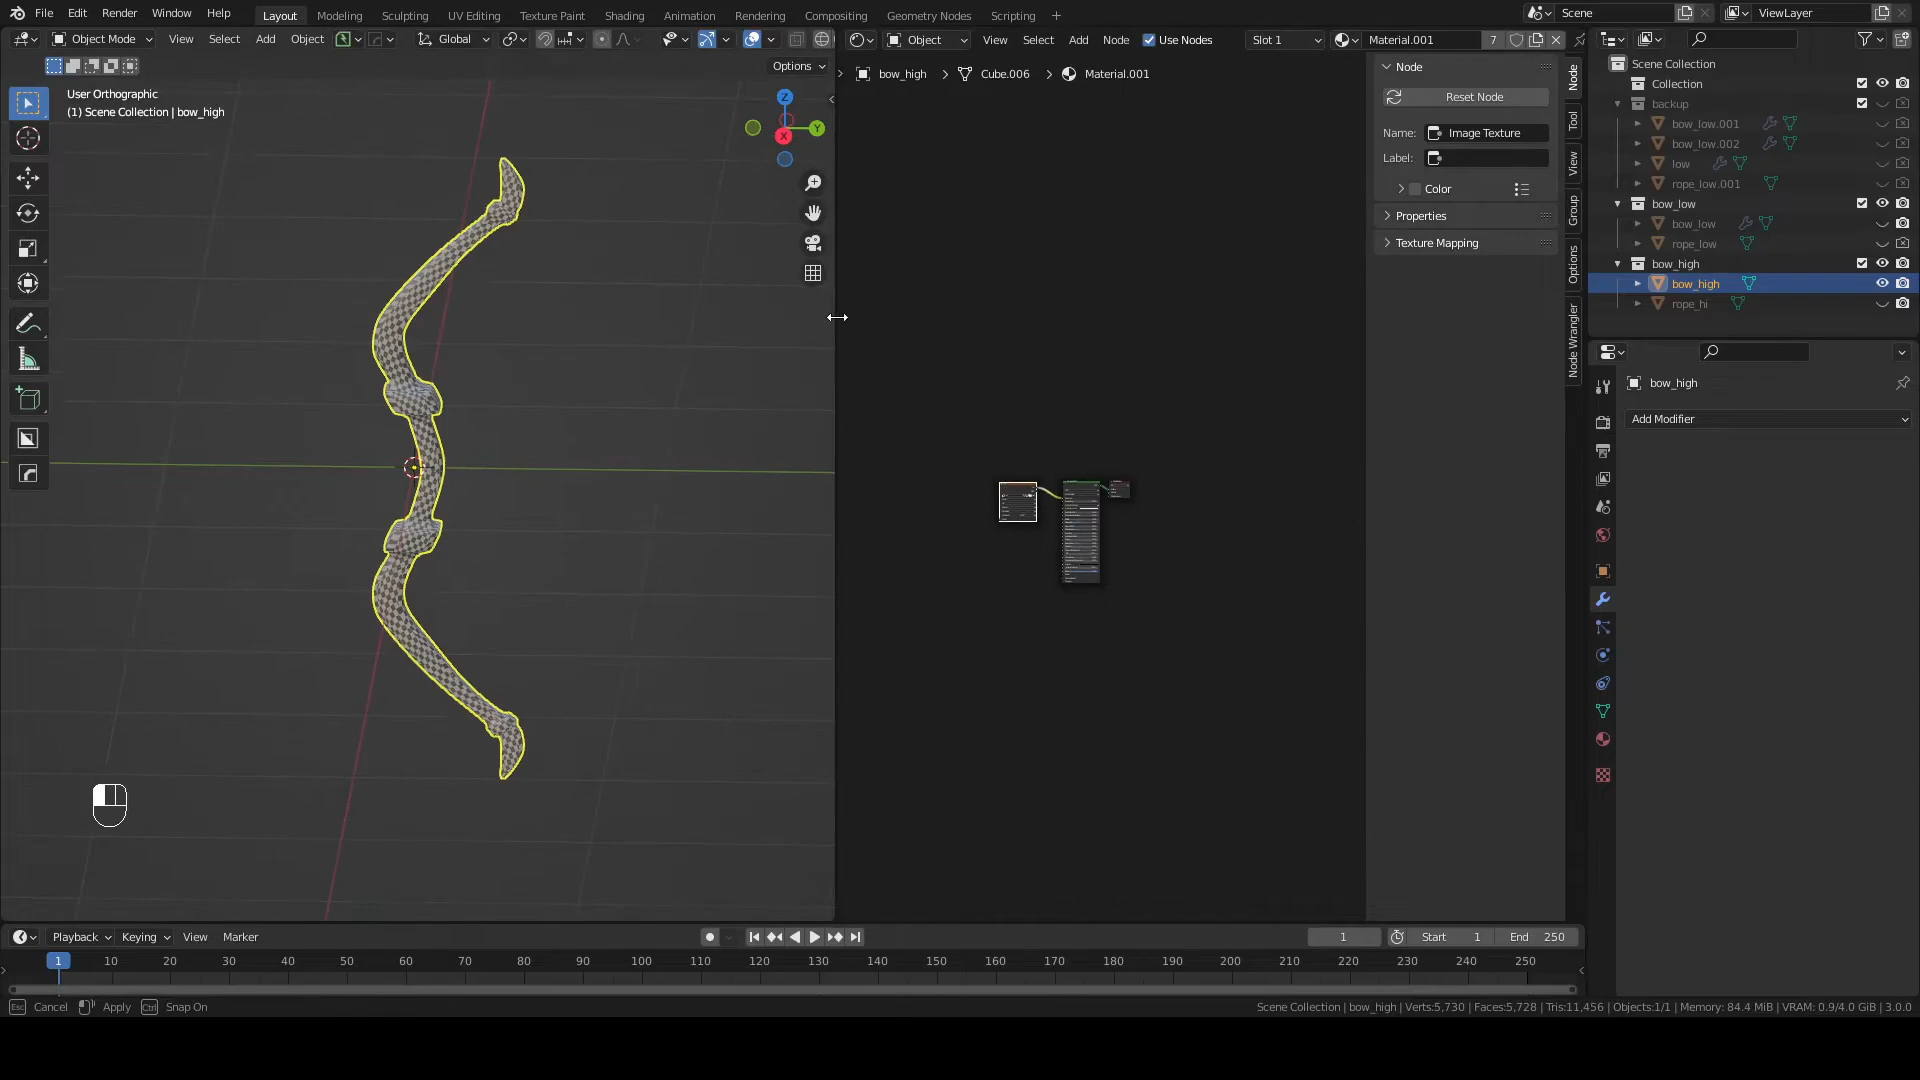 File Edit Render Window Help Layout Modeling Sculpting UV Editing Texture Paint Shading Animation Rendering Compositing Geometry Nodes Scripting + Scene ViewLayer
Object Mode View Select Add Object Global
Object View Select Add Node Use Nodes Slot 1 Material.001 7
Options
User Orthographic
(1) Scene Collection | bow_high
Z
Y
X
bow_high > Cube.006 > Material.001
Node
Reset Node
Name: Image Texture
Label:
Color
Properties
Texture Mapping
Node
Tool
View
Group
Options
Node Wrangler
Scene Collection
Collection
backup
bow_low.001
bow_low.002
low
rope_low.001
bow_low
bow_low
rope_low
bow_high
bow_high
rope_hi
bow_high
Add Modifier
Playback Keying View Marker 1 Start 1 End 250
1 10 20 30 40 50 60 70 80 90 100 110 120 130 140 150 160 170 180 190 200 210 220 230 240 250
Esc Cancel Apply Ctrl Snap On
Scene Collection | bow_high | Verts:5,730 | Faces:5,728 | Tris:11,456 | Objects:1/1 | Memory: 84.4 MiB | VRAM: 0.9/4.0 GiB | 3.0.0